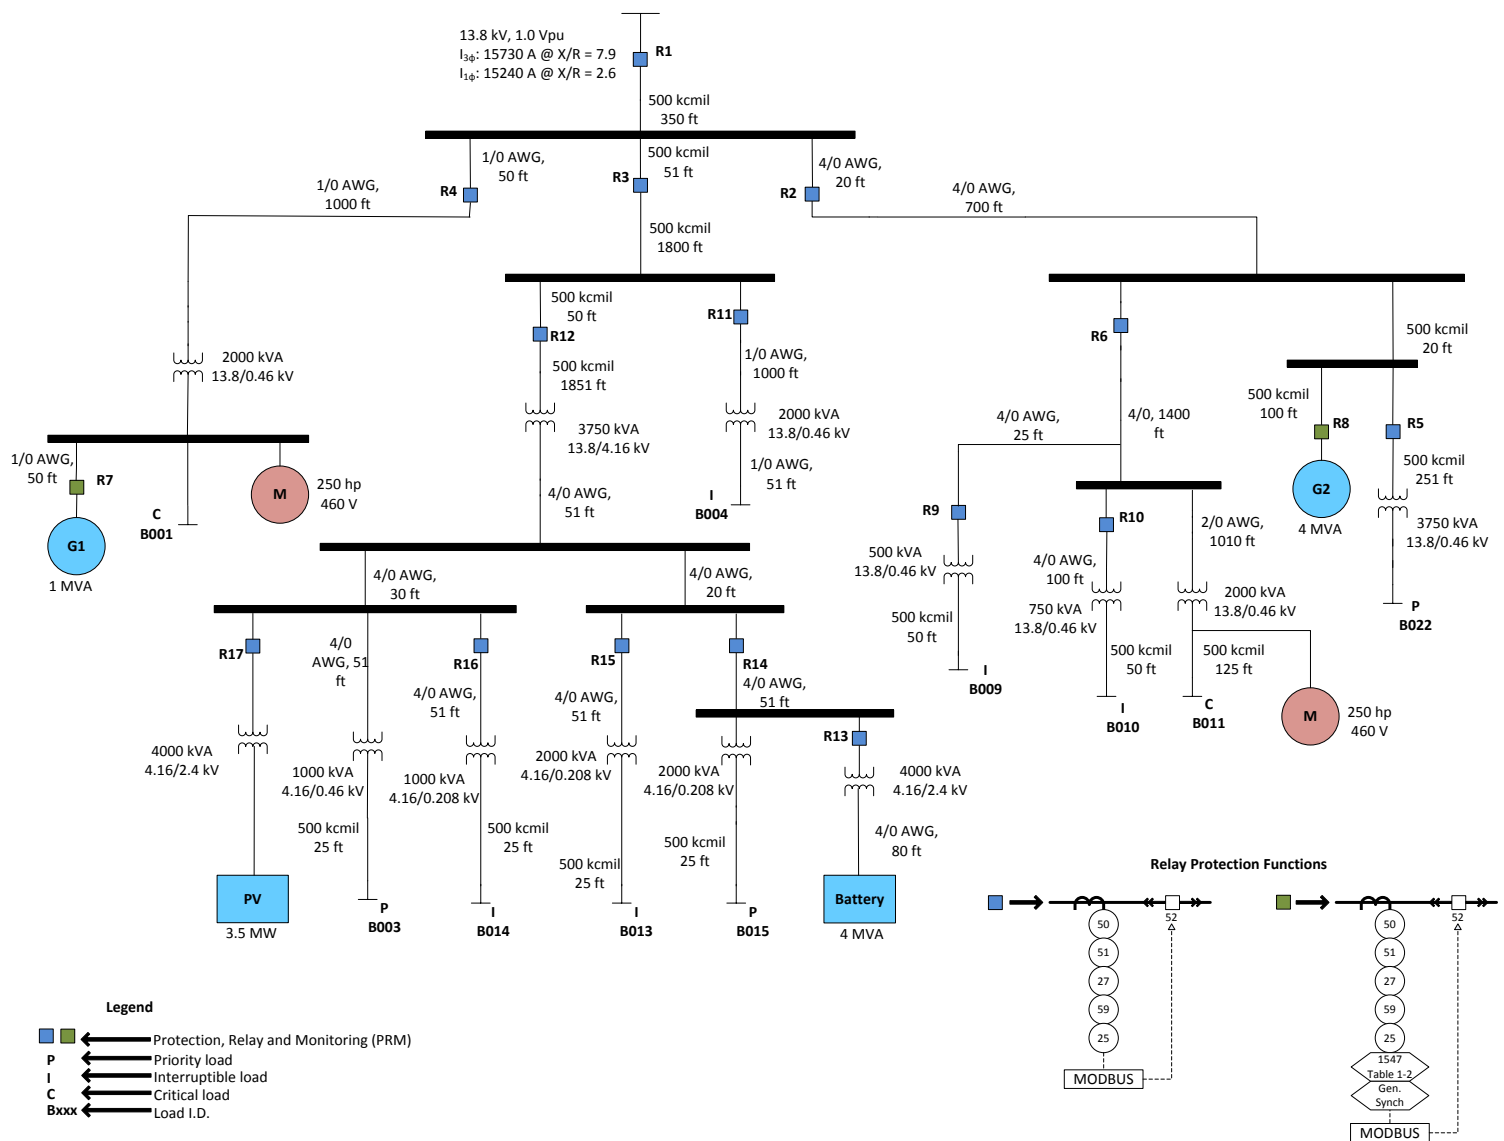 13.8 kV, 1.0 Vpu
I3ϕ: 15730 A @ X/R = 7.9
I1ϕ: 15240 A @ X/R = 2.6
R1
500 kcmil
350 ft
1/0 AWG,
50 ft
500 kcmil
51 ft
4/0 AWG,
20 ft
R4
R3
R2
1/0 AWG,
1000 ft
4/0 AWG,
700 ft
500 kcmil
1800 ft
500 kcmil
50 ft
R12
R11
R6
500 kcmil
20 ft
2000 kVA
13.8/0.46 kV
500 kcmil
1851 ft
1/0 AWG,
1000 ft
500 kcmil
100 ft
R8
R5
G2
4 MVA
3750 kVA
13.8/4.16 kV
2000 kVA
13.8/0.46 kV
4/0 AWG,
25 ft
4/0, 1400
ft
500 kcmil
251 ft
1/0 AWG,
50 ft
R7
G1
1 MVA
C
B001
M
250 hp
460 V
4/0 AWG,
51 ft
1/0 AWG,
51 ft
I
B004
R9
R10
2/0 AWG,
1010 ft
3750 kVA
13.8/0.46 kV
500 kVA
13.8/0.46 kV
4/0 AWG,
100 ft
750 kVA
13.8/0.46 kV
2000 kVA
13.8/0.46 kV
P
B022
4/0 AWG,
30 ft
4/0 AWG,
20 ft
500 kcmil
50 ft
500 kcmil
50 ft
500 kcmil
125 ft
I
B009
I
B010
C
B011
M
250 hp
460 V
R17
4/0
AWG, 51
ft
R16
R15
R14
4/0 AWG,
51 ft
4/0 AWG,
51 ft
4/0 AWG,
51 ft
R13
4000 kVA
4.16/2.4 kV
1000 kVA
4.16/0.46 kV
1000 kVA
4.16/0.208 kV
2000 kVA
4.16/0.208 kV
2000 kVA
4.16/0.208 kV
4000 kVA
4.16/2.4 kV
500 kcmil
25 ft
500 kcmil
25 ft
500 kcmil
25 ft
500 kcmil
25 ft
4/0 AWG,
80 ft
PV
3.5 MW
P
B003
I
B014
I
B013
P
B015
Battery
4 MVA
Relay Protection Functions
52
50
51
27
59
25
MODBUS
52
50
51
27
59
25
1547
Table 1-2
Gen.
Synch
MODBUS
Legend
Protection, Relay and Monitoring (PRM)
P Priority load
I Interruptible load
C Critical load
Bxxx Load I.D.